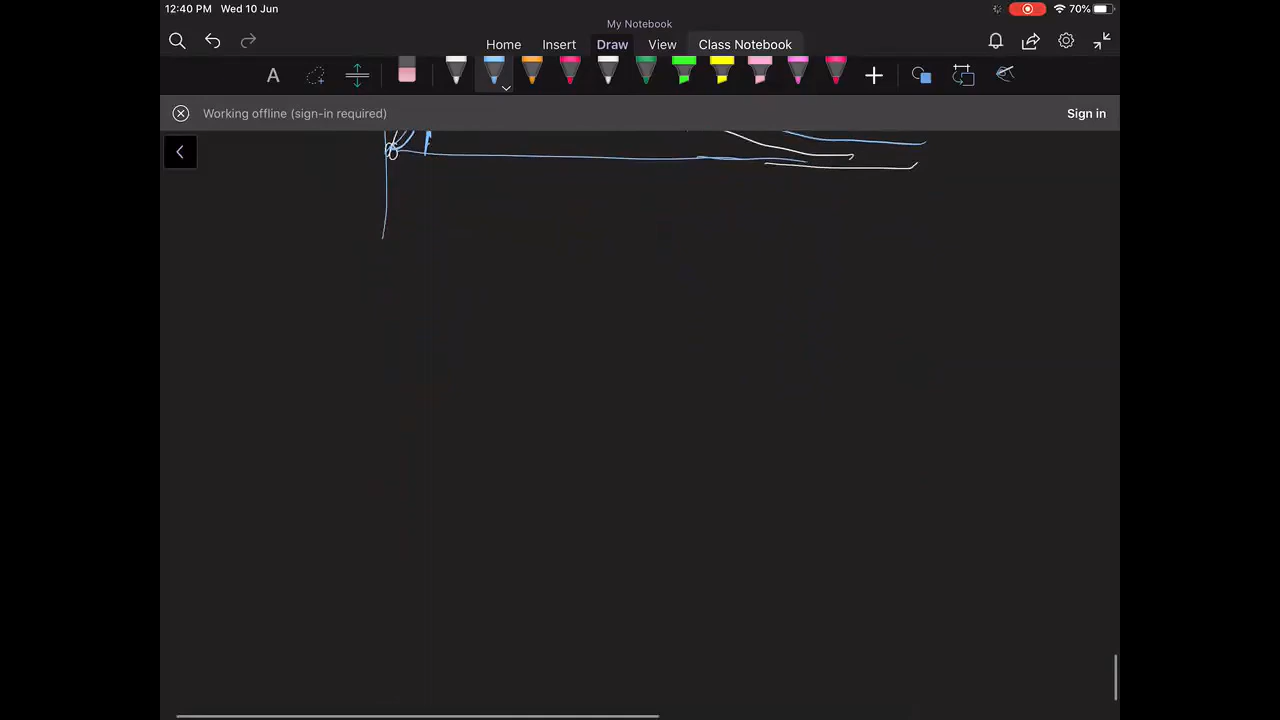 12:40 PM Wed 10 Jun
70%
My Notebook
Home Insert Draw View Class Notebook
A
Working offline (sign-in required)
Sign in